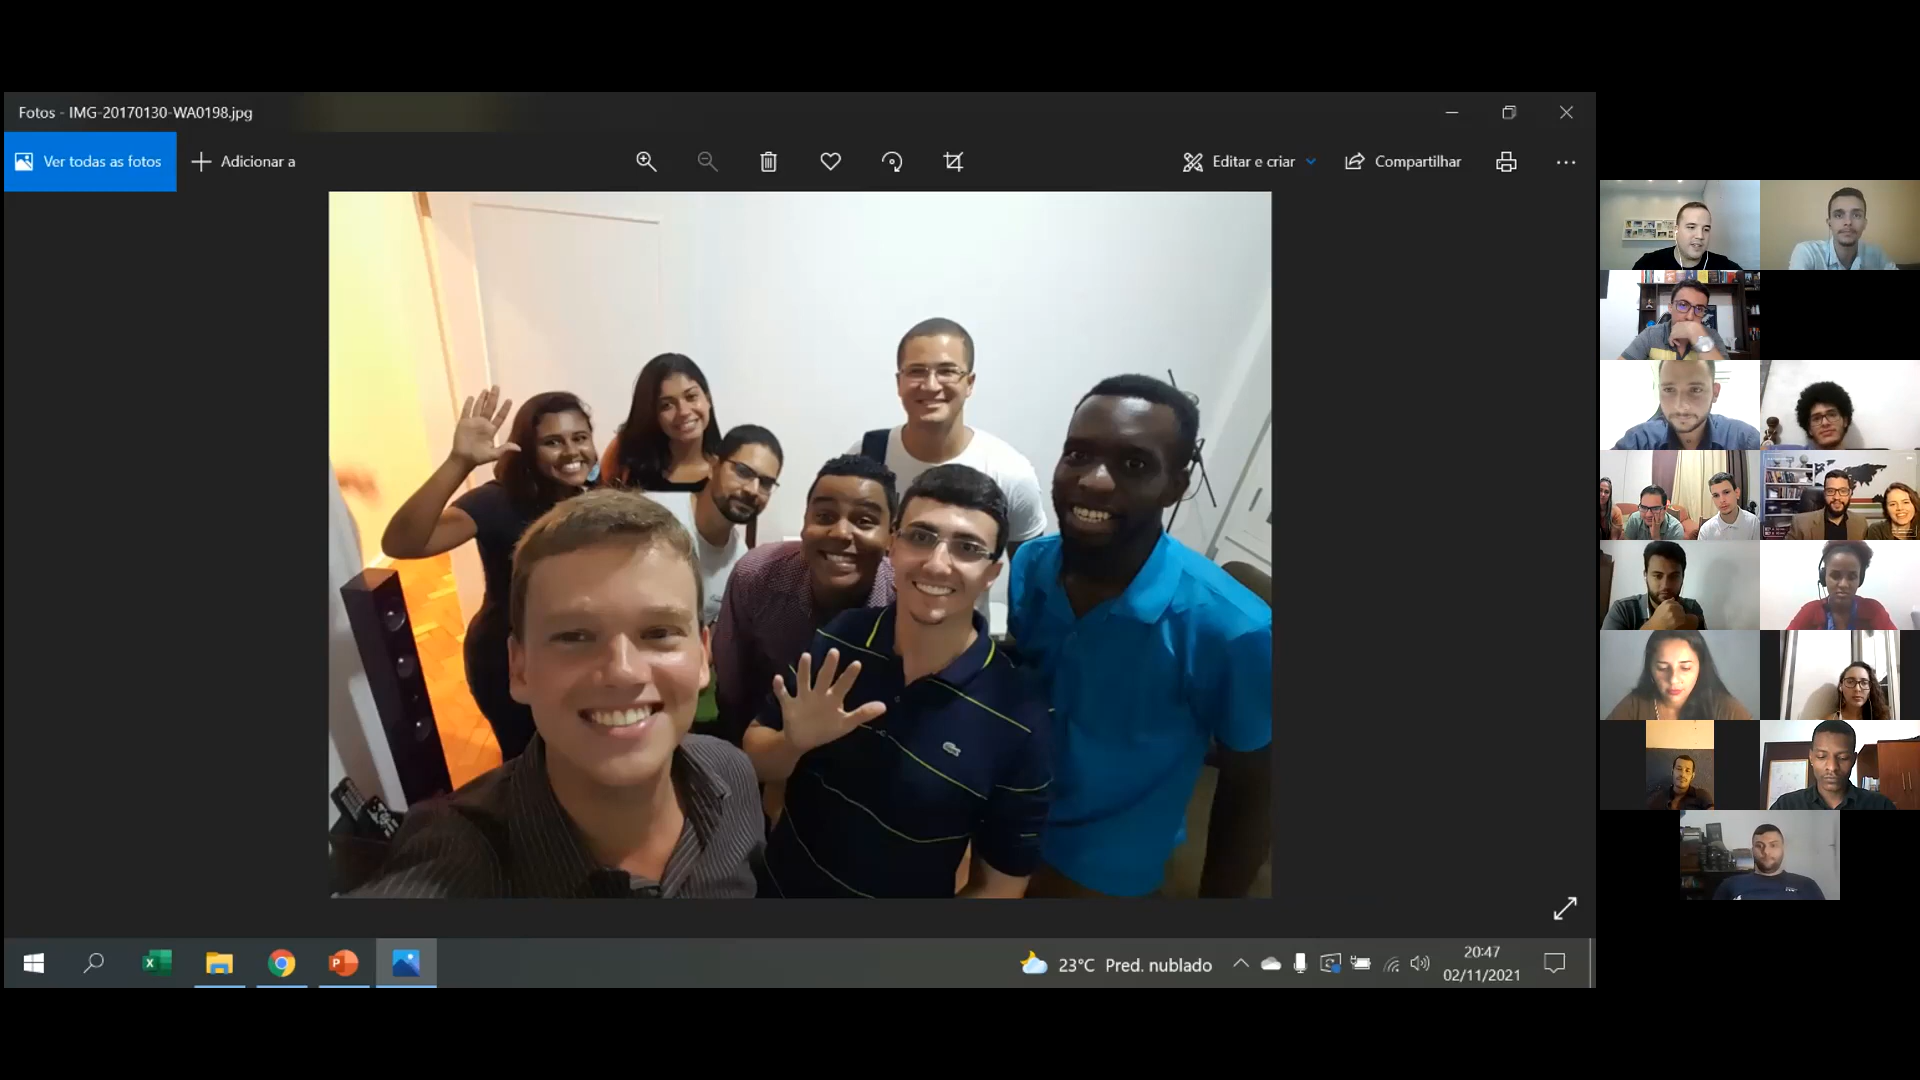 Fotos - IMG-20170130-WA0198.jpg
Ver todas as fotos
Adicionar a
Editar e criar
Compartilhar
23°C Pred. nublado
20:47
02/11/2021